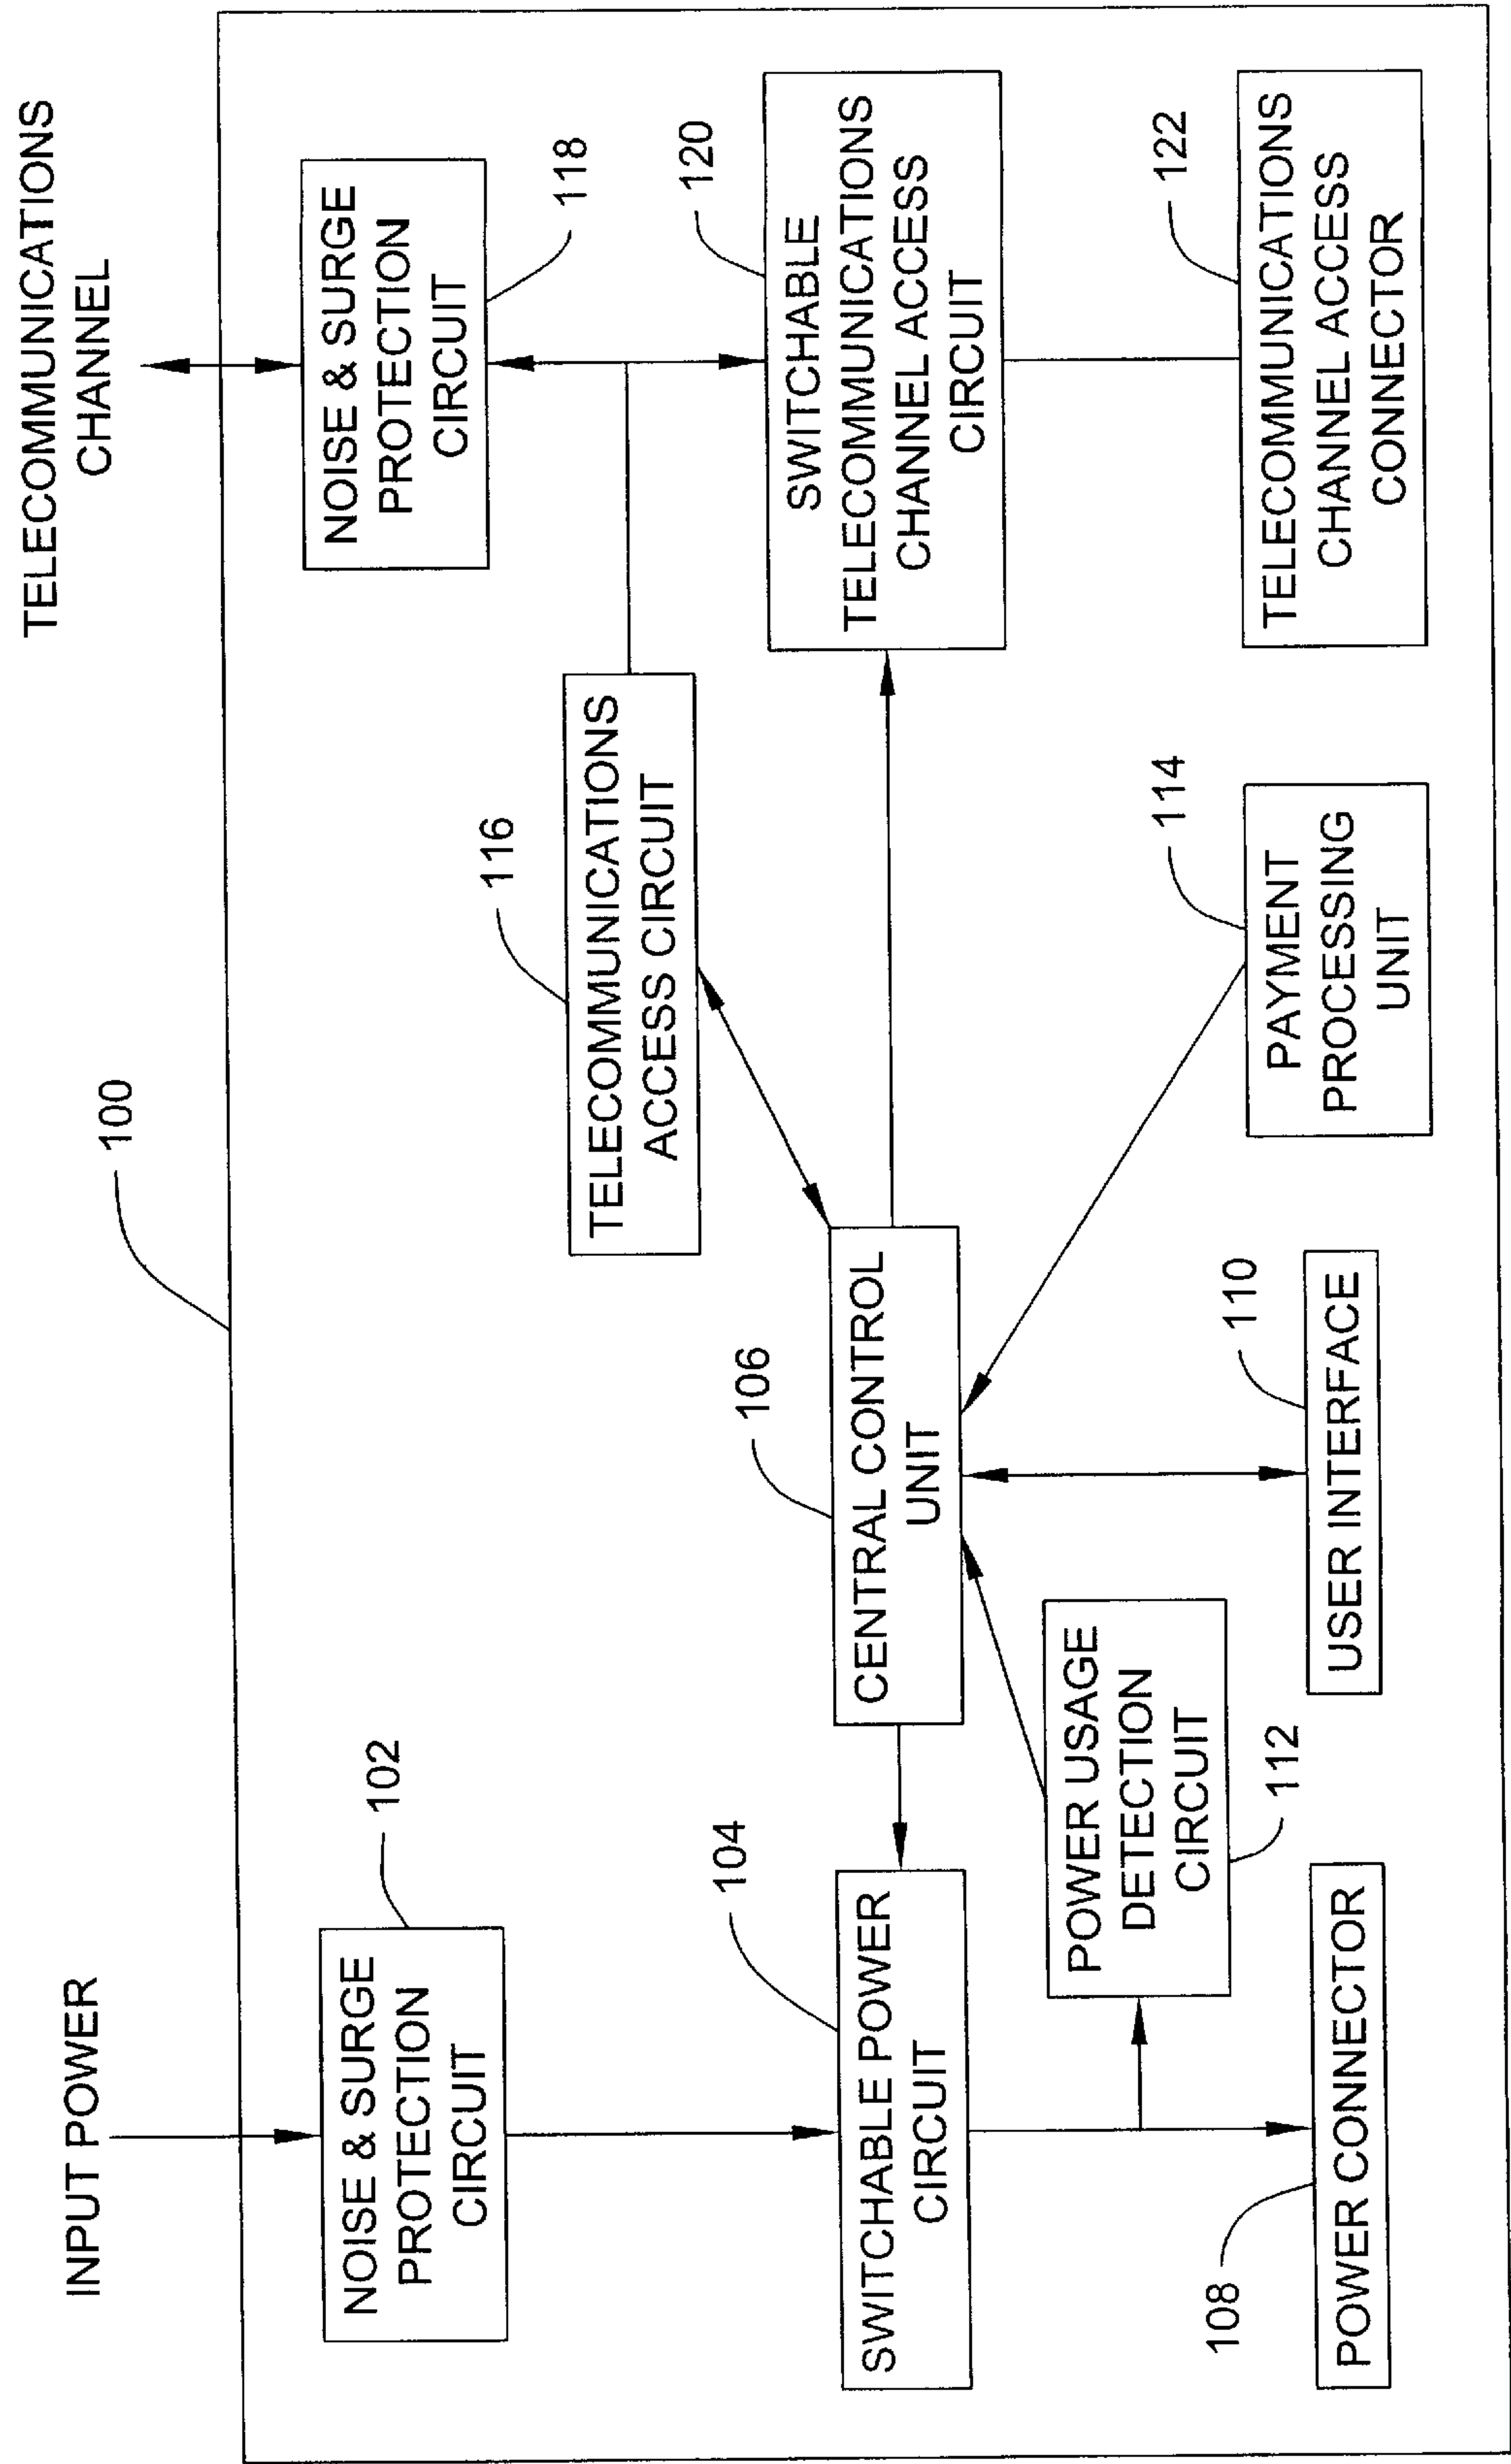 INPUT POWER
TELECOMMUNICATIONS
CHANNEL
100
NOISE & SURGE
PROTECTION
CIRCUIT
102
NOISE & SURGE
PROTECTION
CIRCUIT
118
116
TELECOMMUNICATIONS
ACCESS CIRCUIT
104
SWITCHABLE POWER
CIRCUIT
106
CENTRAL CONTROL
UNIT
120
SWITCHABLE
TELECOMMUNICATIONS
CHANNEL ACCESS
CIRCUIT
POWER USAGE
DETECTION
CIRCUIT
112
108
POWER CONNECTOR
110
USER INTERFACE
114
PAYMENT
PROCESSING
UNIT
122
TELECOMMUNICATIONS
CHANNEL ACCESS
CONNECTOR